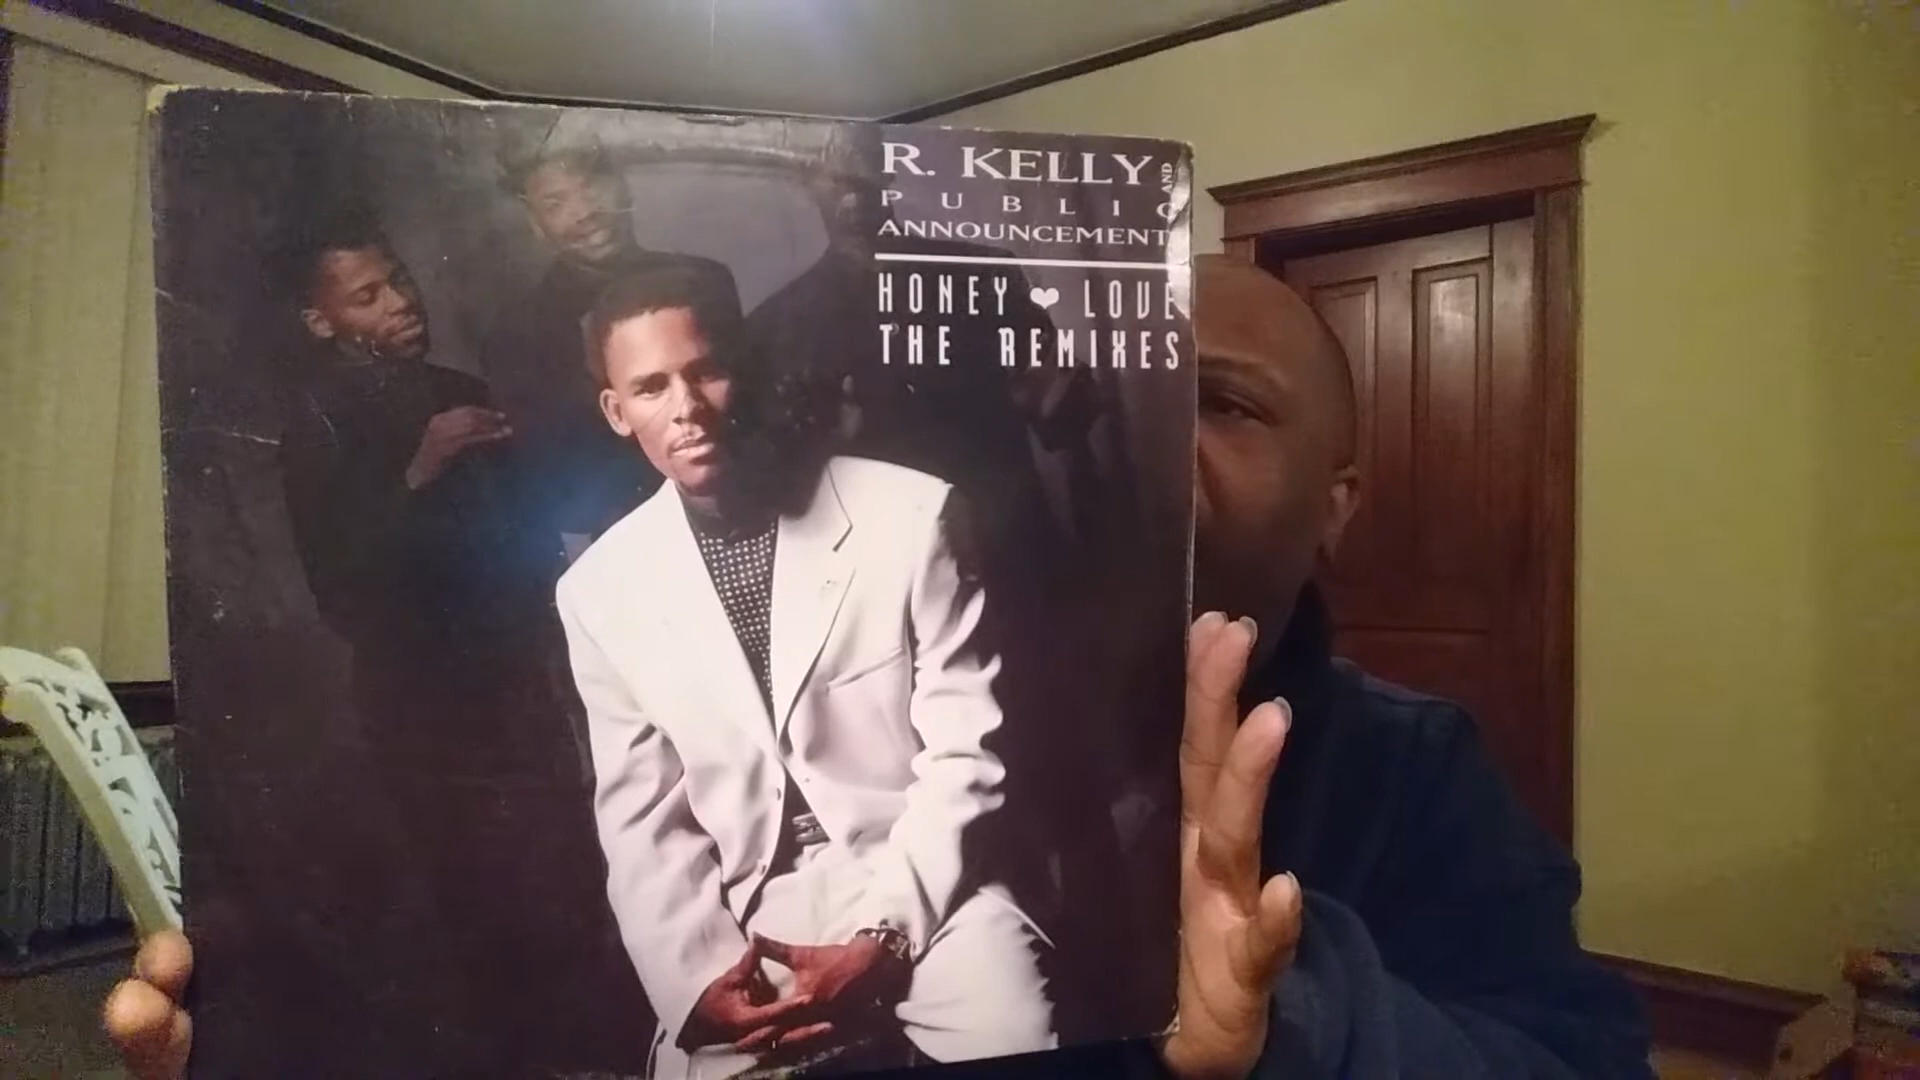 R. KELLY AND
PUBLIC
ANNOUNCEMENT
HONEY ❤ LOVE
THE REMIXES